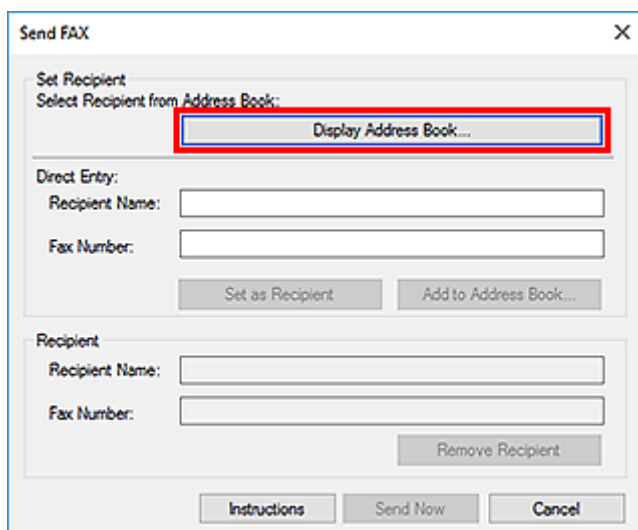 Send FAX
Set Recipient
Select Recipient from Address Book:
Display Address Book...
Direct Entry:
Recipient Name:
Fax Number:
Set as Recipient
Add to Address Book...
Recipient
Recipient Name:
Fax Number:
Remove Recipient
Instructions
Send Now
Cancel